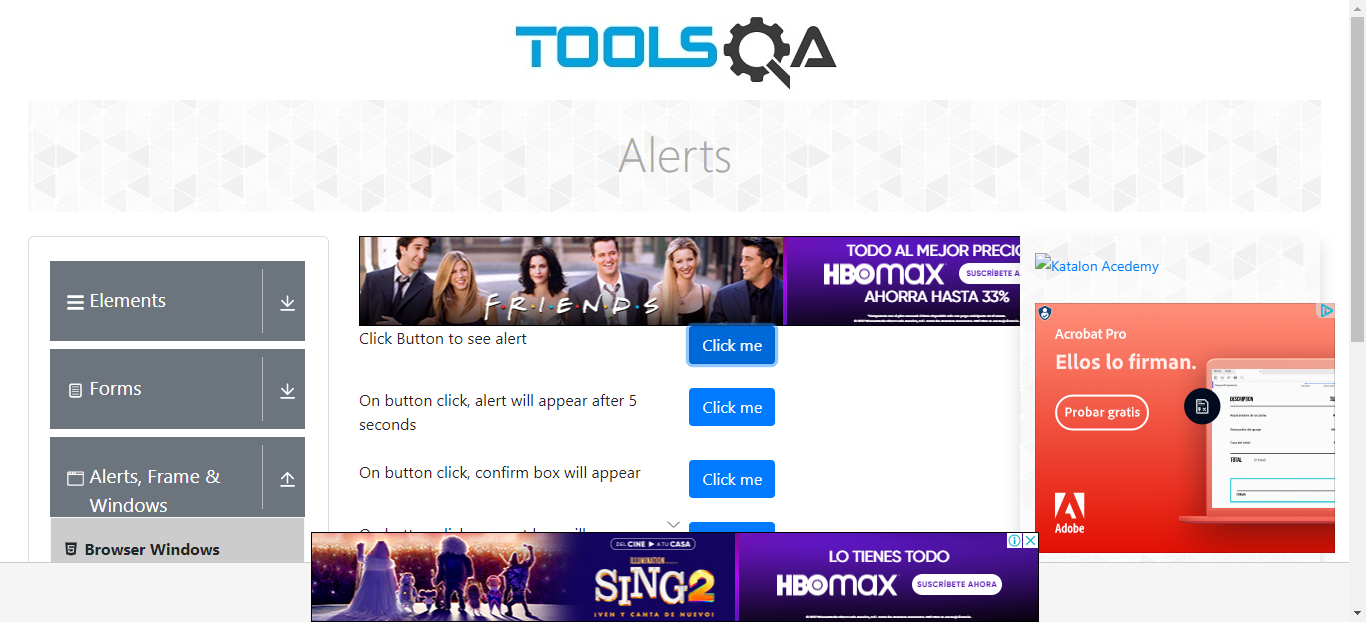 TOOLSQA
Alerts
Elements
Forms
Alerts, Frame &
Windows
Browser Windows
F·R·I·E·N·D·S
TODO AL MEJOR PRECIO
HBOMAX
SUSCRÍBETE A
AHORRA HASTA 33%
Click Button to see alert
Click me
On button click, alert will appear after 5
seconds
Click me
On button click, confirm box will appear
Click me
Katalon Acedemy
Acrobat Pro
Ellos lo firman.
Probar gratis
DESCRIPTION
TOTAL
Adobe
DEL CINE A TU CASA
ILLUMINATION
SING2
¡VEN Y CANTA DE NUEVO!
LO TIENES TODO
HBOMAX
SUSCRÍBETE AHORA